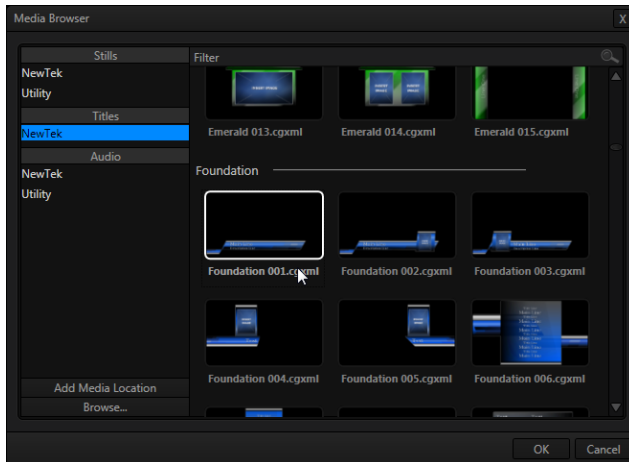 Media Browser
X
Stills
NewTek
Utility
Titles
NewTek
Audio
NewTek
Utility
Add Media Location
Browse...
Filter
Emerald 013.cgxml
Emerald 014.cgxml
Emerald 015.cgxml
Foundation
Foundation 001.cgxml
Foundation 002.cgxml
Foundation 003.cgxml
Foundation 004.cgxml
Foundation 005.cgxml
Foundation 006.cgxml
OK
Cancel